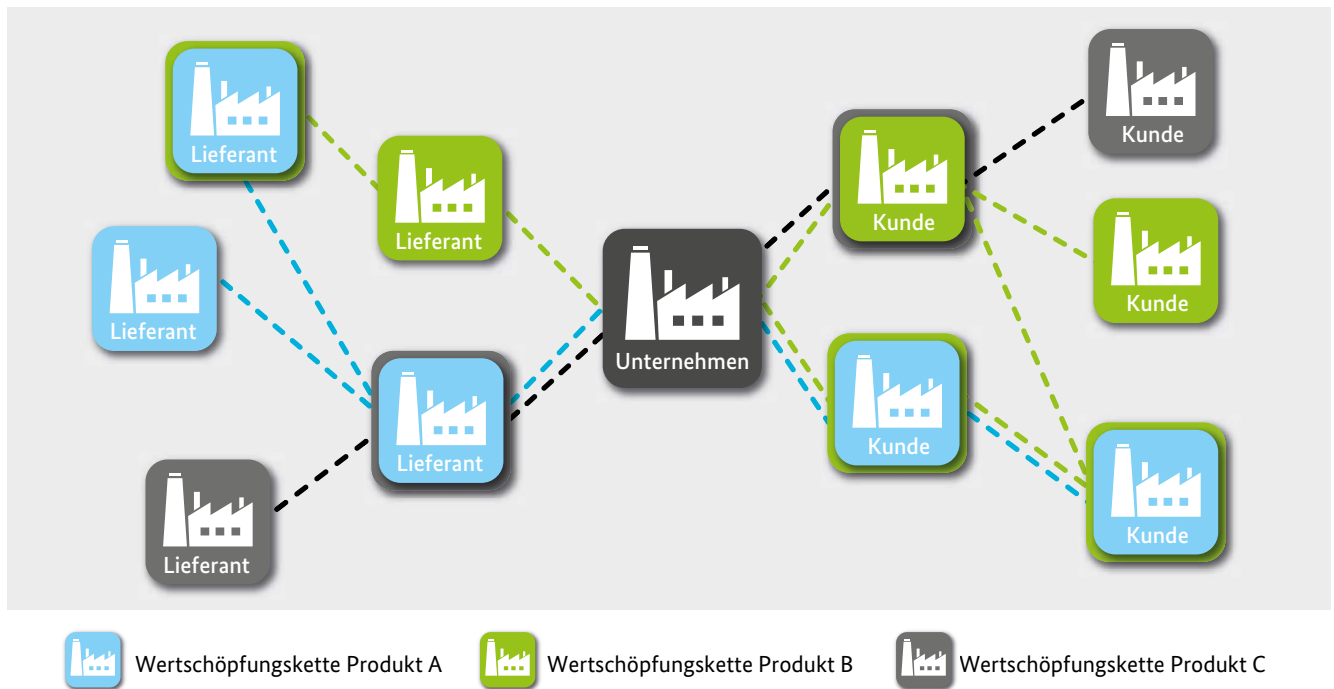 Kunde
Lieferant
Kunde
Lieferant
Kunde
Lieferant
Unternehmen
Kunde
Lieferant
Kunde
Lieferant
Wertschöpfungskette Produkt A
Wertschöpfungskette Produkt B
Wertschöpfungskette Produkt C